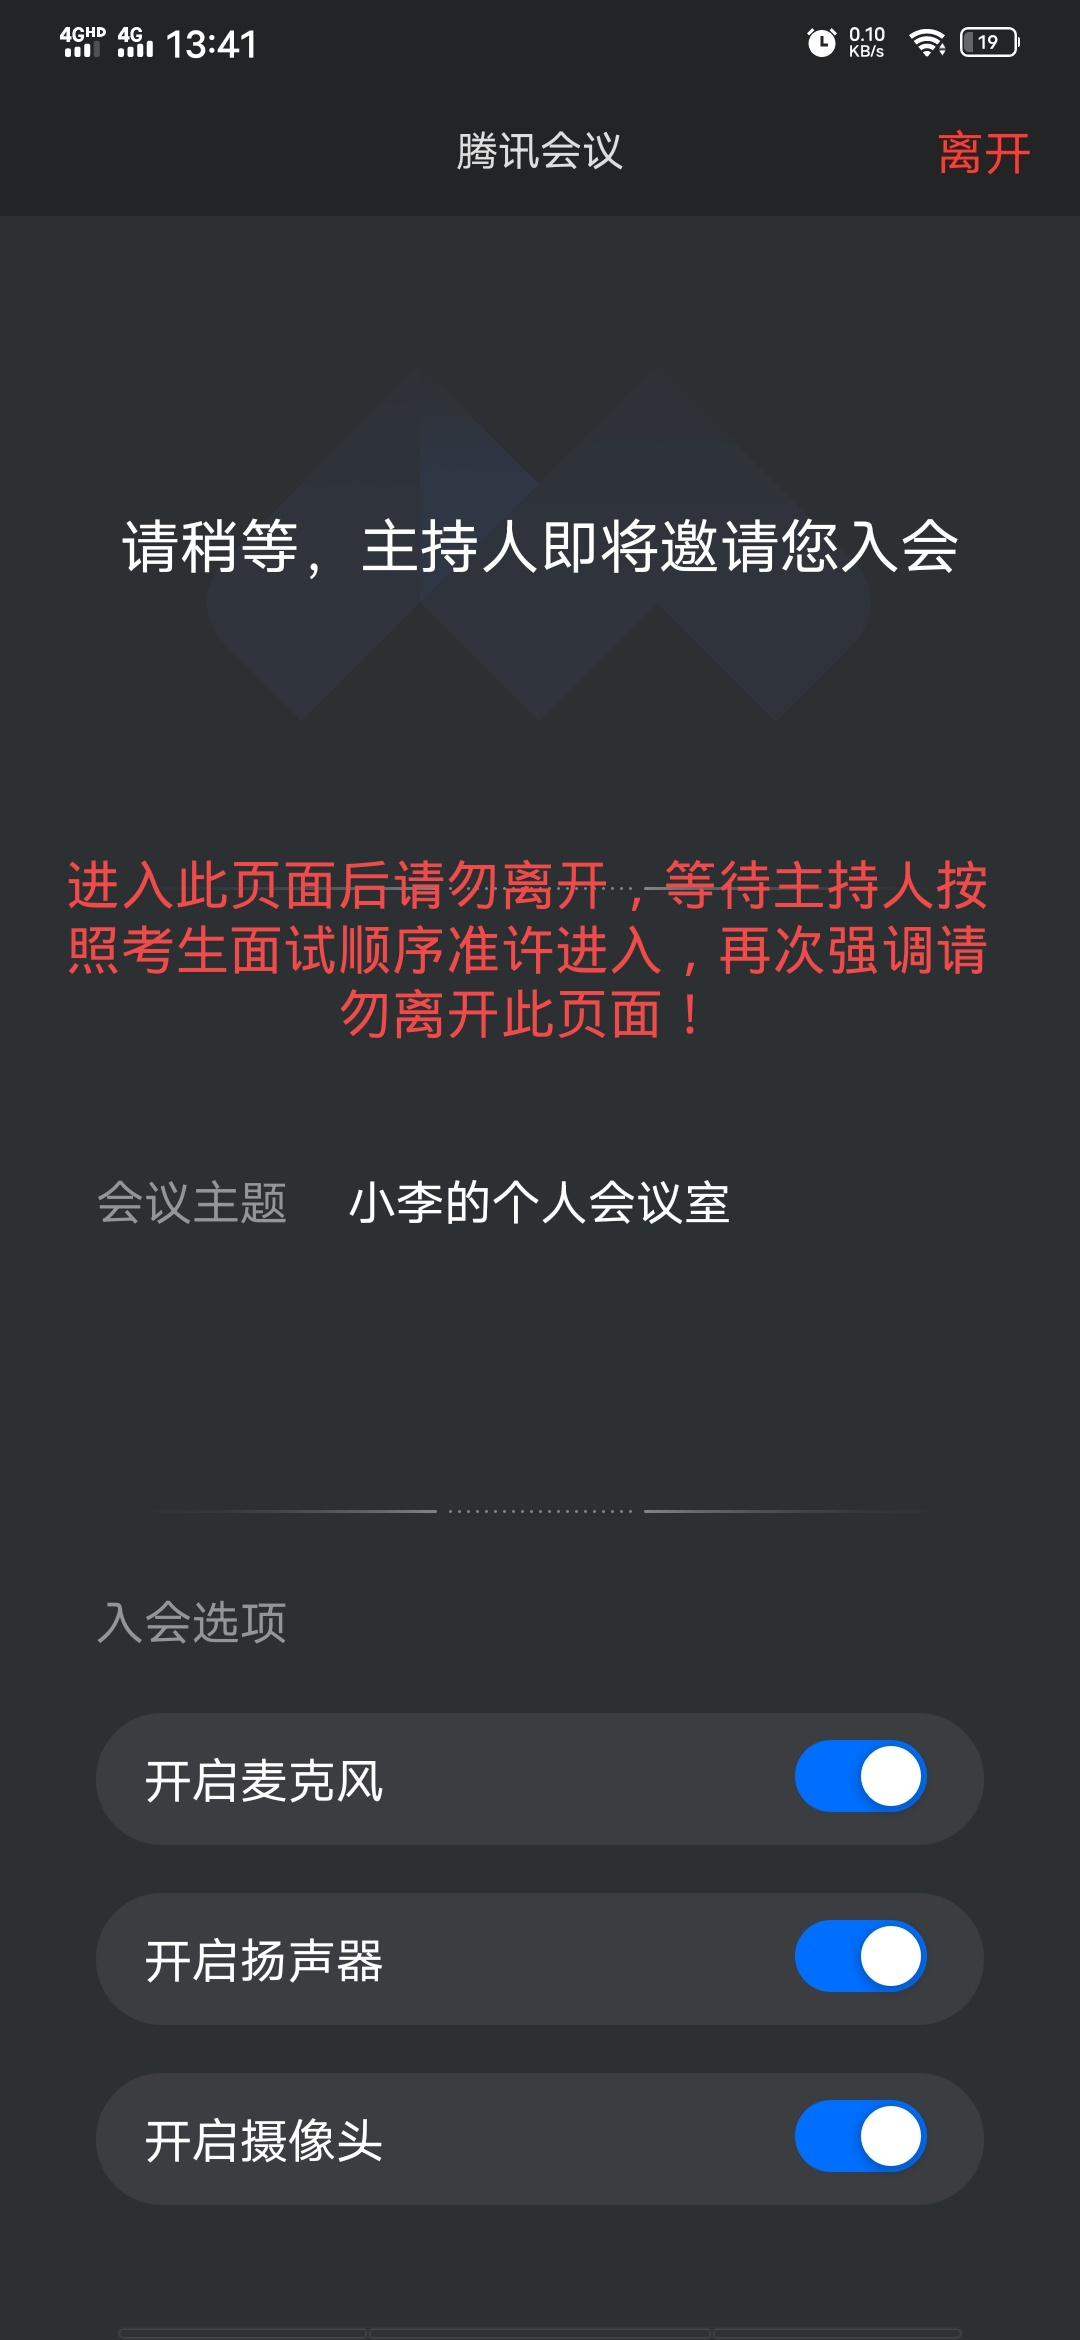 4GHD 4G 13:41 0.10 KB/s 19
腾讯会议 离开
请稍等，主持人即将邀请您入会
进入此页面后请勿离开，等待主持人按
照考生面试顺序准许进入，再次强调请
勿离开此页面！
会议主题 小李的个人会议室
入会选项
开启麦克风
开启扬声器
开启摄像头